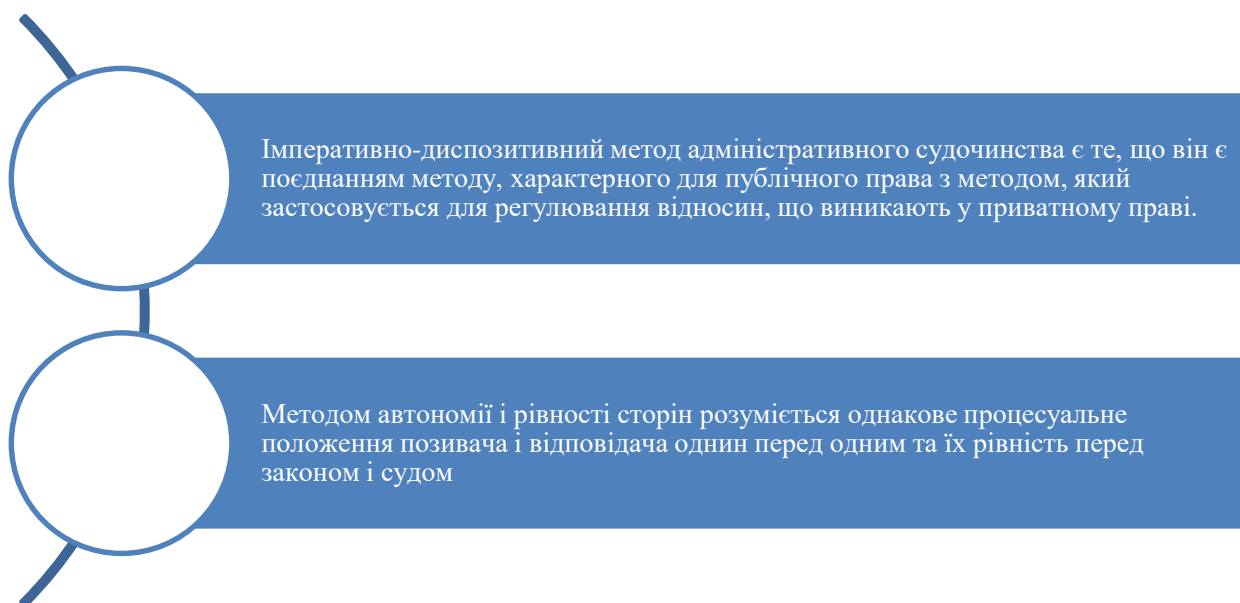 Імперативно-диспозитивний метод адміністративного судочинства є те, що він є
поєднанням методу, характерного для публічного права з методом, який
застосовується для регулювання відносин, що виникають у приватному праві.
Методом автономії і рівності сторін розуміється однакове процесуальне
положення позивача і відповідача однин перед одним та їх рівність перед
законом і судом